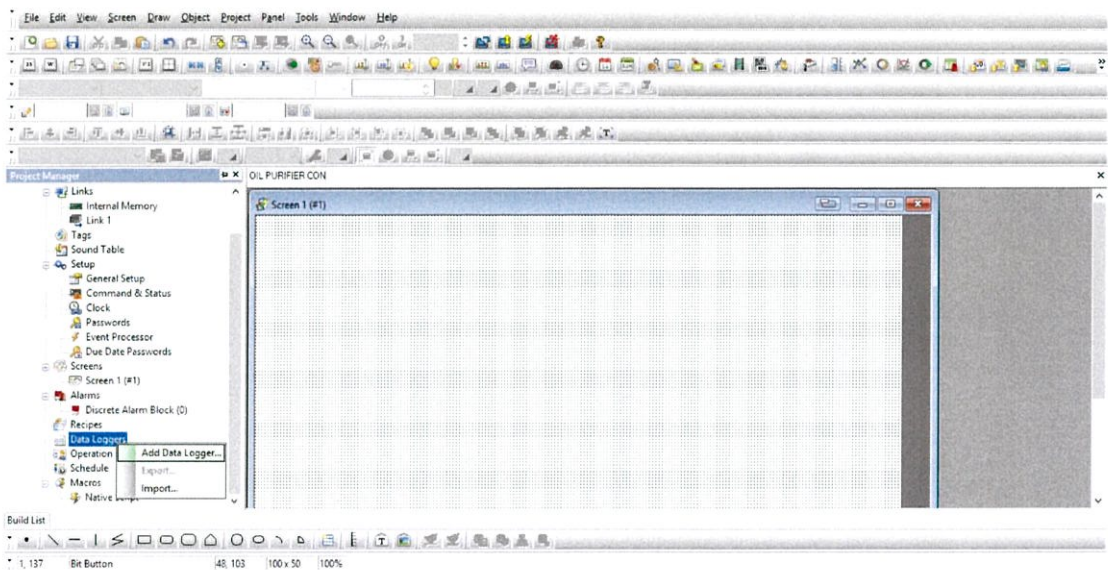 File Edit View Screen Draw Object Project Panel Tools Window Help
Project Manager
OIL PURIFIER CON
Links
Internal Memory
Link 1
Tags
Sound Table
Setup
General Setup
Command & Status
Clock
Passwords
Event Processor
Due Date Passwords
Screens
Screen 1 (#1)
Alarms
Discrete Alarm Block (0)
Recipes
Data Loggers
Operation
Schedule
Macros
Native
Add Data Logger...
Export...
Import...
Screen 1 (#1)
Build List
1, 137 Bit Button 48, 103 100 x 50 100%